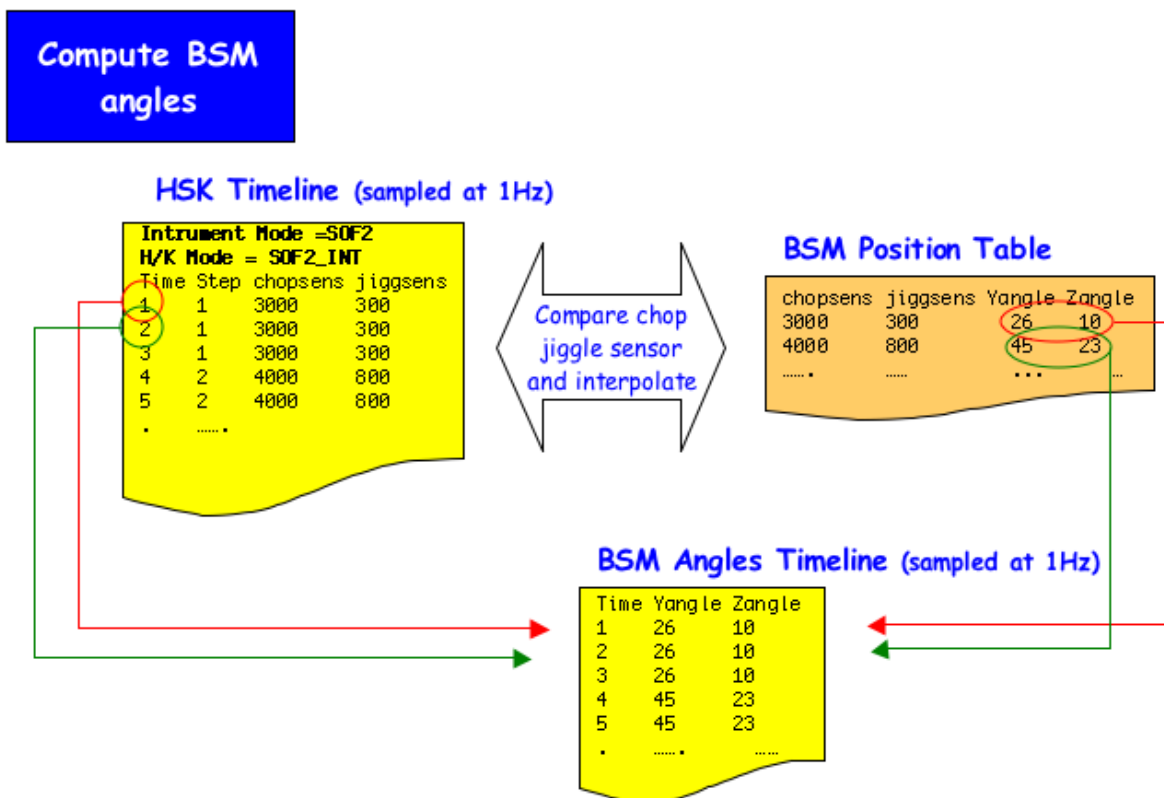 Compute BSM
angles
HSK Timeline (sampled at 1Hz)
Intrument Mode =SOF2
H/K Mode = SOF2_INT
Time Step chopsens jiggsens
1 1 3000 300
2 1 3000 300
3 1 3000 300
4 2 4000 800
5 2 4000 800
. …….
Compare chop
jiggle sensor
and interpolate
BSM Position Table
chopsens jiggsens Yangle Zangle
3000 300 26 10
4000 800 45 23
……. …… ... …
BSM Angles Timeline (sampled at 1Hz)
Time Yangle Zangle
1 26 10
2 26 10
3 26 10
4 45 23
5 45 23
. ……. ……